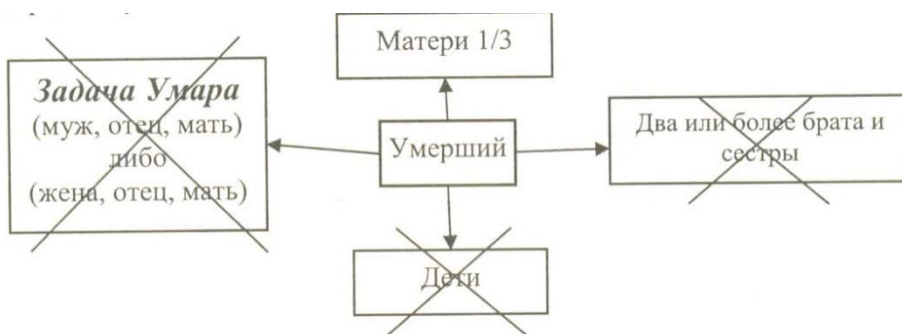 Матери 1/3
Задача Умара
(муж, отец, мать)
либо
(жена, отец, мать)
Умерший
Два или более брата и
сестры
Дети